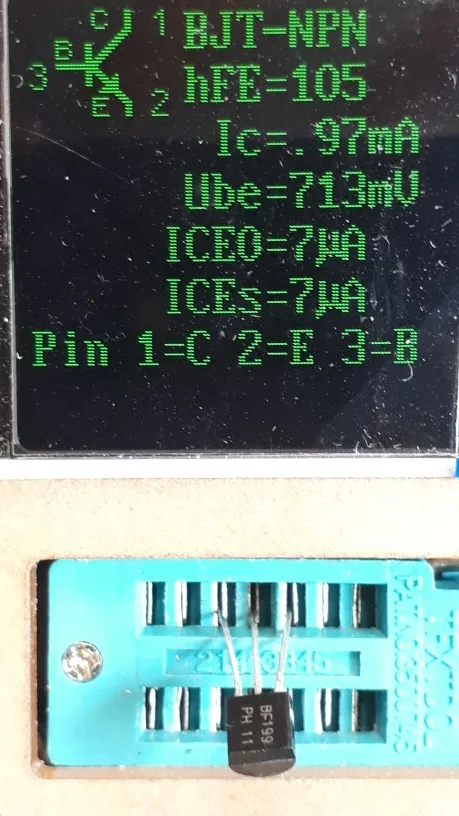 C 1 BJT-NPN
B
3 hFE=105
E 2
Ic=.97mA
Ube=713mV
ICE0=7µA
ICEs=7µA
Pin 1=C 2=E 3=B
BF199
PH 11